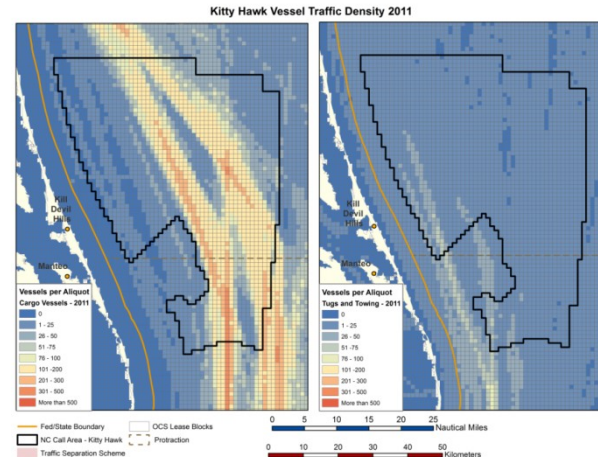 Kitty Hawk Vessel Traffic Density 2011
Kill
Devil
Hills
Manteo
Vessels per Aliquot
Cargo Vessels - 2011
0
1 - 25
26 - 50
51 -75
76 - 100
101 -200
201 - 300
301 - 500
More than 500
Kill
Devil
Hills
Manteo
Vessels per Aliquot
Tugs and Towing - 2011
0
1 - 25
26 - 50
51 -75
76 - 100
101 -200
201 - 300
301 - 500
More than 500
Fed/State Boundary
NC Call Area - Kitty Hawk
Traffic Separation Scheme
OCS Lease Blocks
Protraction
0 5 10 15 20 25
Nautical Miles
0 10 20 30 40 50
Kilometers